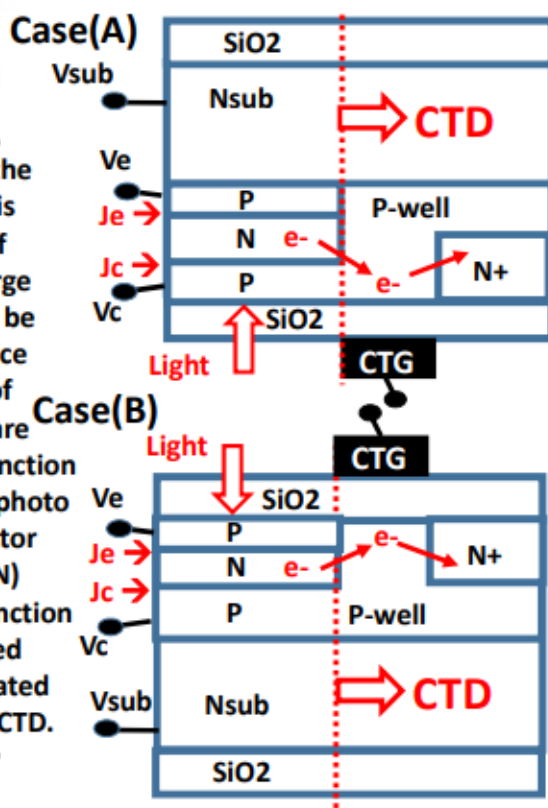 Case(A)
SiO2
Vsub
Nsub
CTD
the
Ve
is
P
P-well
Je
of
N
e-
Jc
e-
N+
rge
P
Vc
be
SiO2
ce
Light
CTG
of
Case(B)
are
Light
nction
CTG
photo
Ve
SiO2
tor
P
e-
Je
N)
N
e-
N+
Jc
nction
P
P-well
ed
Vc
ated
Vsub
Nsub
CTD
CTD.
SiO2